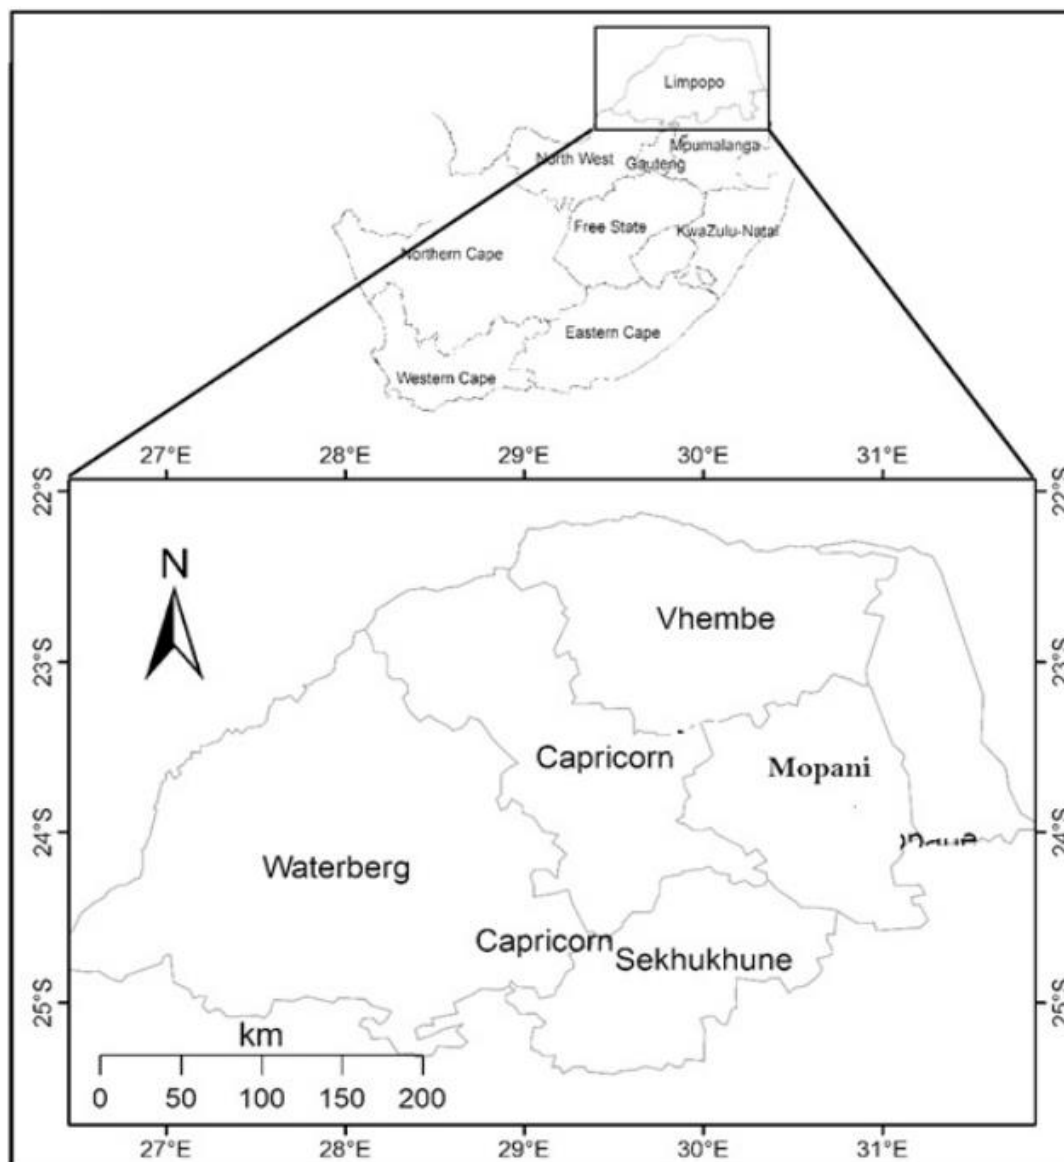 Limpopo
Mpumalanga
North West
Gauteng
Free State
KwaZulu-Natal
Northern Cape
Eastern Cape
Western Cape
27°E 28°E 29°E 30°E 31°E
22°S 22°S
N
Vhembe
23°S 23°S
Capricorn
Mopani
24°S 24°S
Waterberg
Capricorn
Sekhukhune
25°S 25°S
km
0 50 100 150 200
27°E 28°E 29°E 30°E 31°E